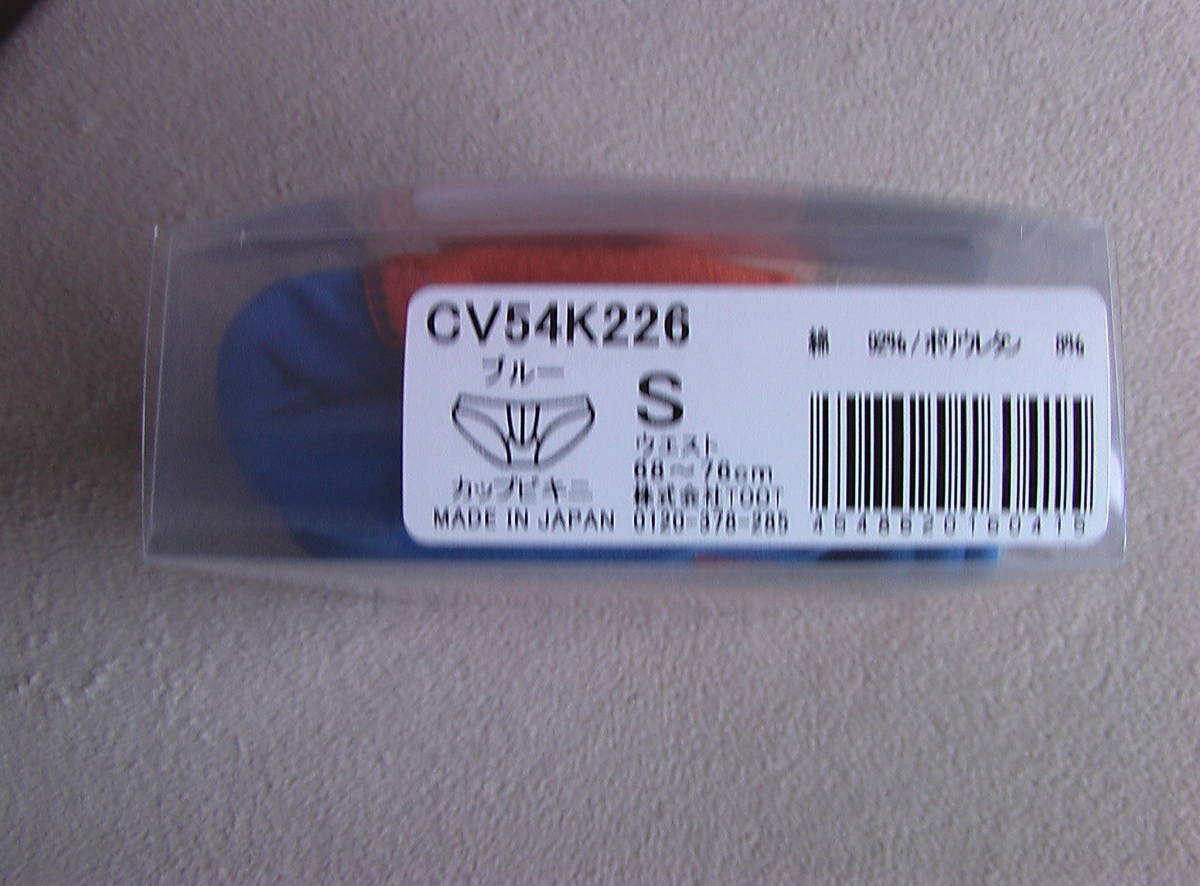 CV54K226
ブルー
カップビキニ
MADE IN JAPAN
S
ウエスト
68～76cm
株式会社TOOT
0120-378-285
綿 92%/ポリウレタン 8%